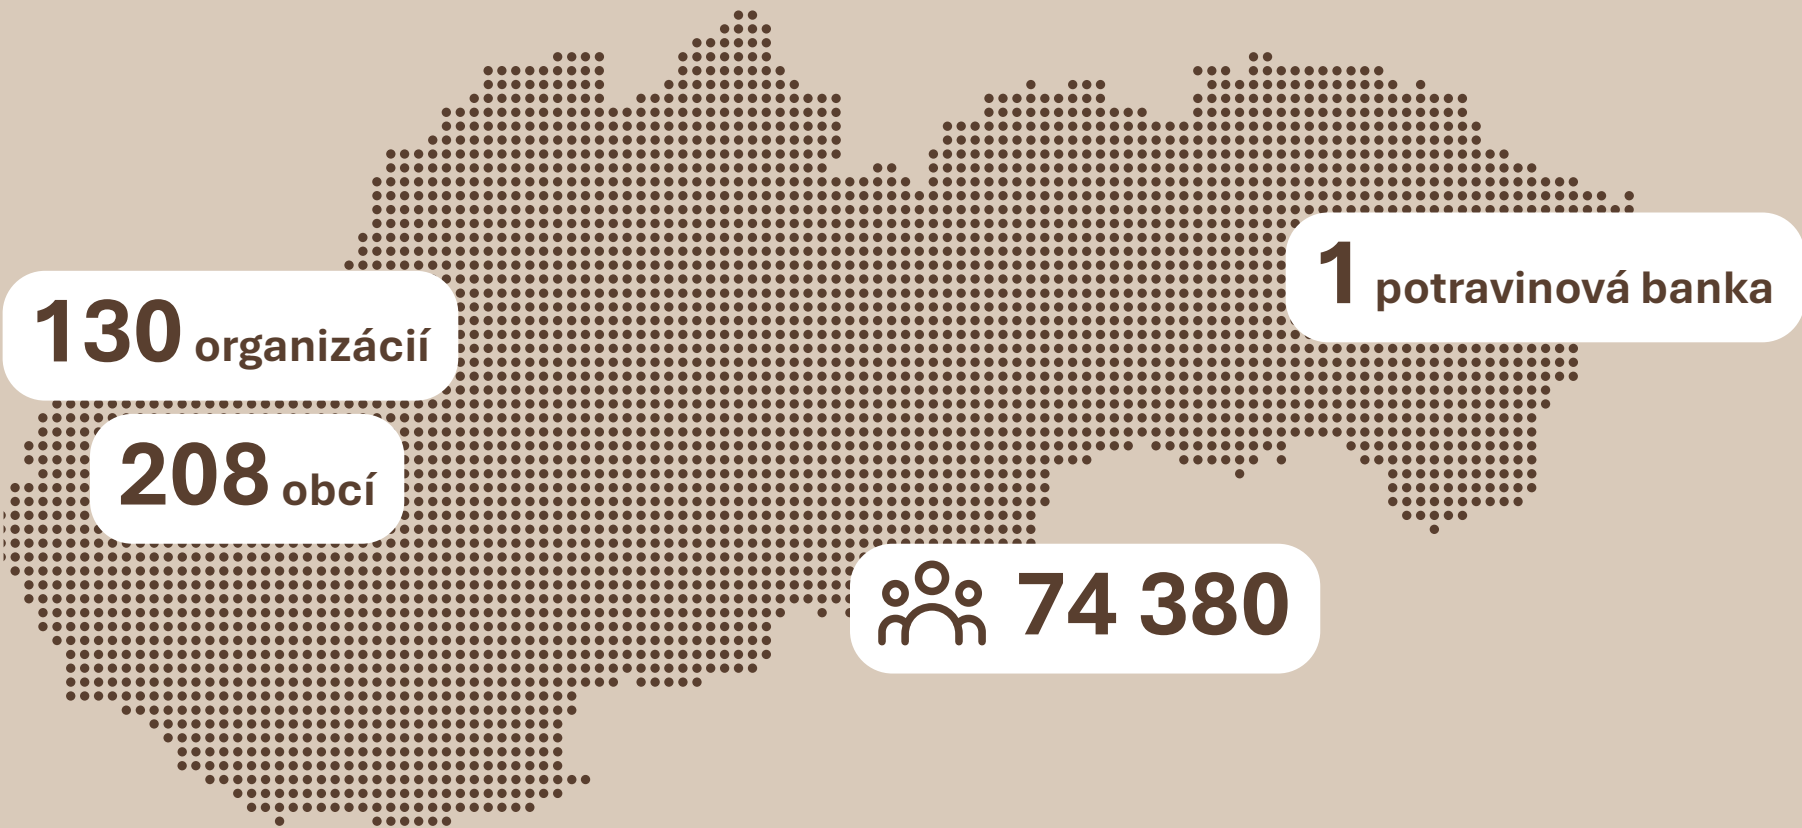 1 potravinová banka
130 organizácií
208 obcí
74 380